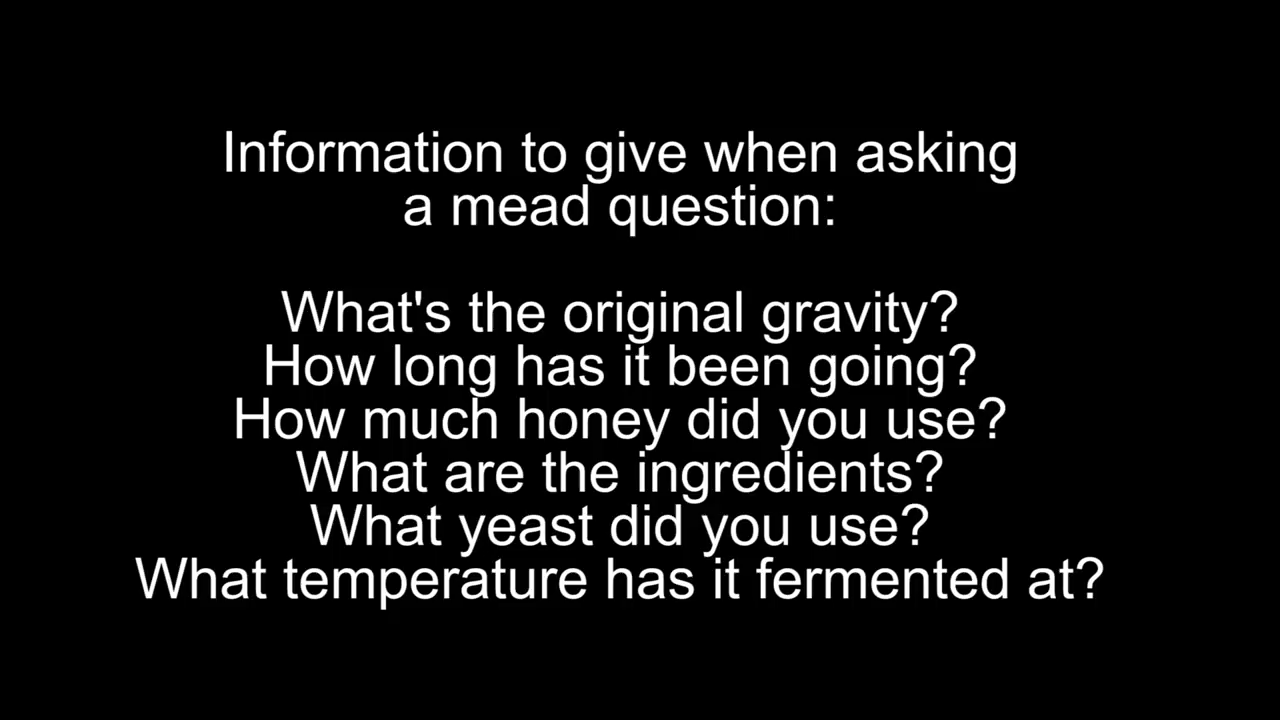 Information to give when asking
a mead question:
What's the original gravity?
How long has it been going?
How much honey did you use?
What are the ingredients?
What yeast did you use?
What temperature has it fermented at?